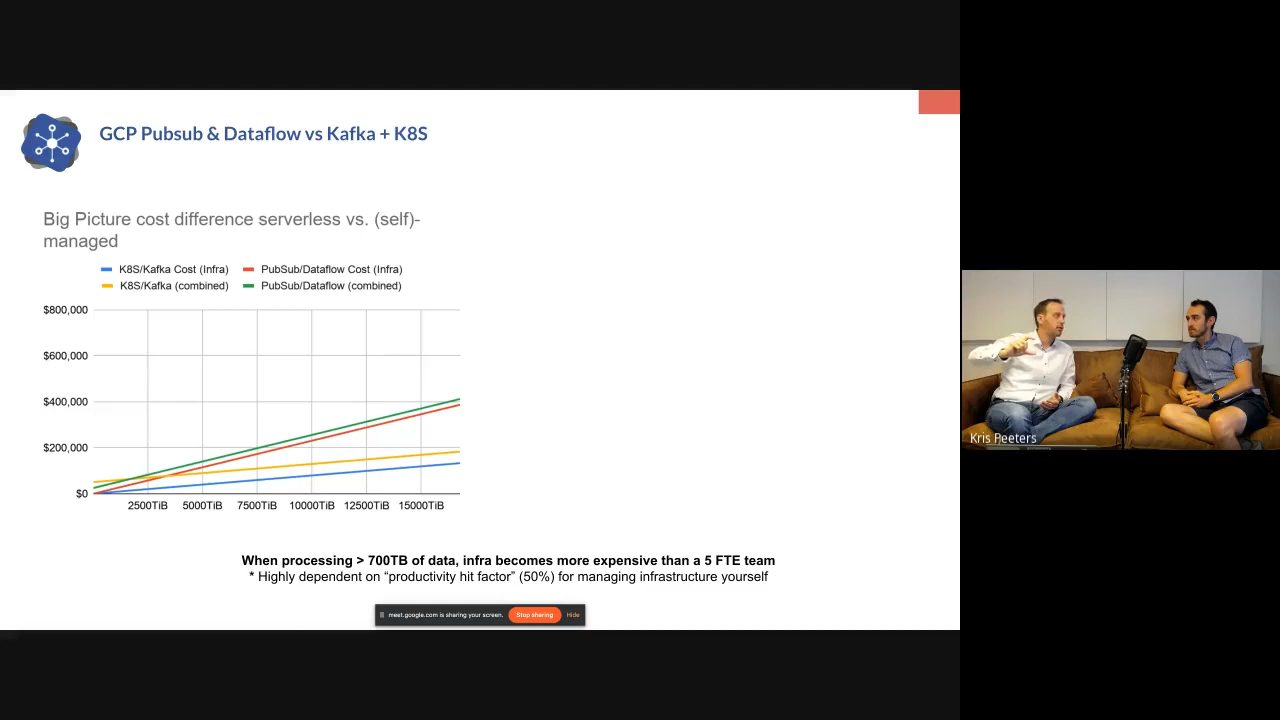 GCP Pubsub & Dataflow vs Kafka + K8S
Big Picture cost difference serverless vs. (self)-
managed
K8S/Kafka Cost (Infra) PubSub/Dataflow Cost (Infra)
K8S/Kafka (combined) PubSub/Dataflow (combined)
$800,000
$600,000
$400,000
$200,000
$0
2500TiB 5000TiB 7500TiB 10000TiB 12500TiB 15000TiB
When processing > 700TB of data, infra becomes more expensive than a 5 FTE team
* Highly dependent on “productivity hit factor” (50%) for managing infrastructure yourself
meet.google.com is sharing your screen. Stop sharing Hide
Kris Peeters